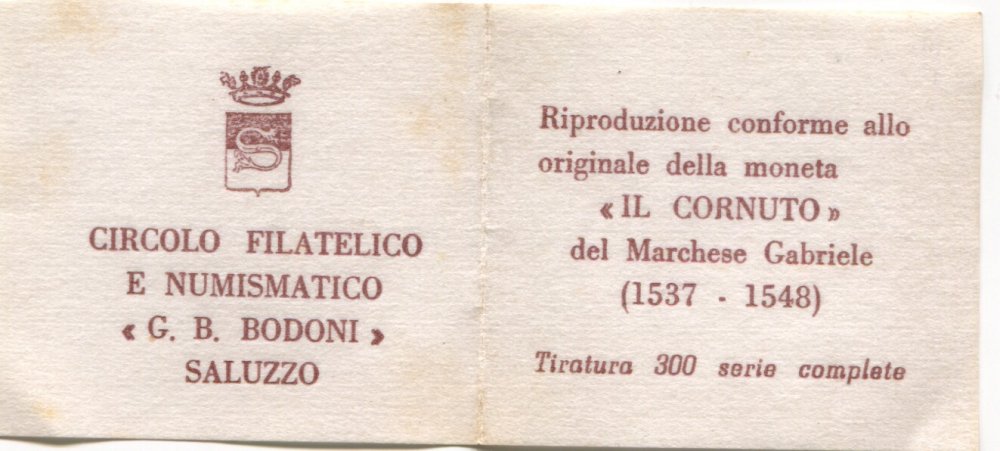 CIRCOLO FILATELICO
E NUMISMATICO
« G. B. BODONI »
SALUZZO
Riproduzione conforme allo
originale della moneta
« IL CORNUTO »
del Marchese Gabriele
(1537 - 1548)
Tiratura 300 serie complete